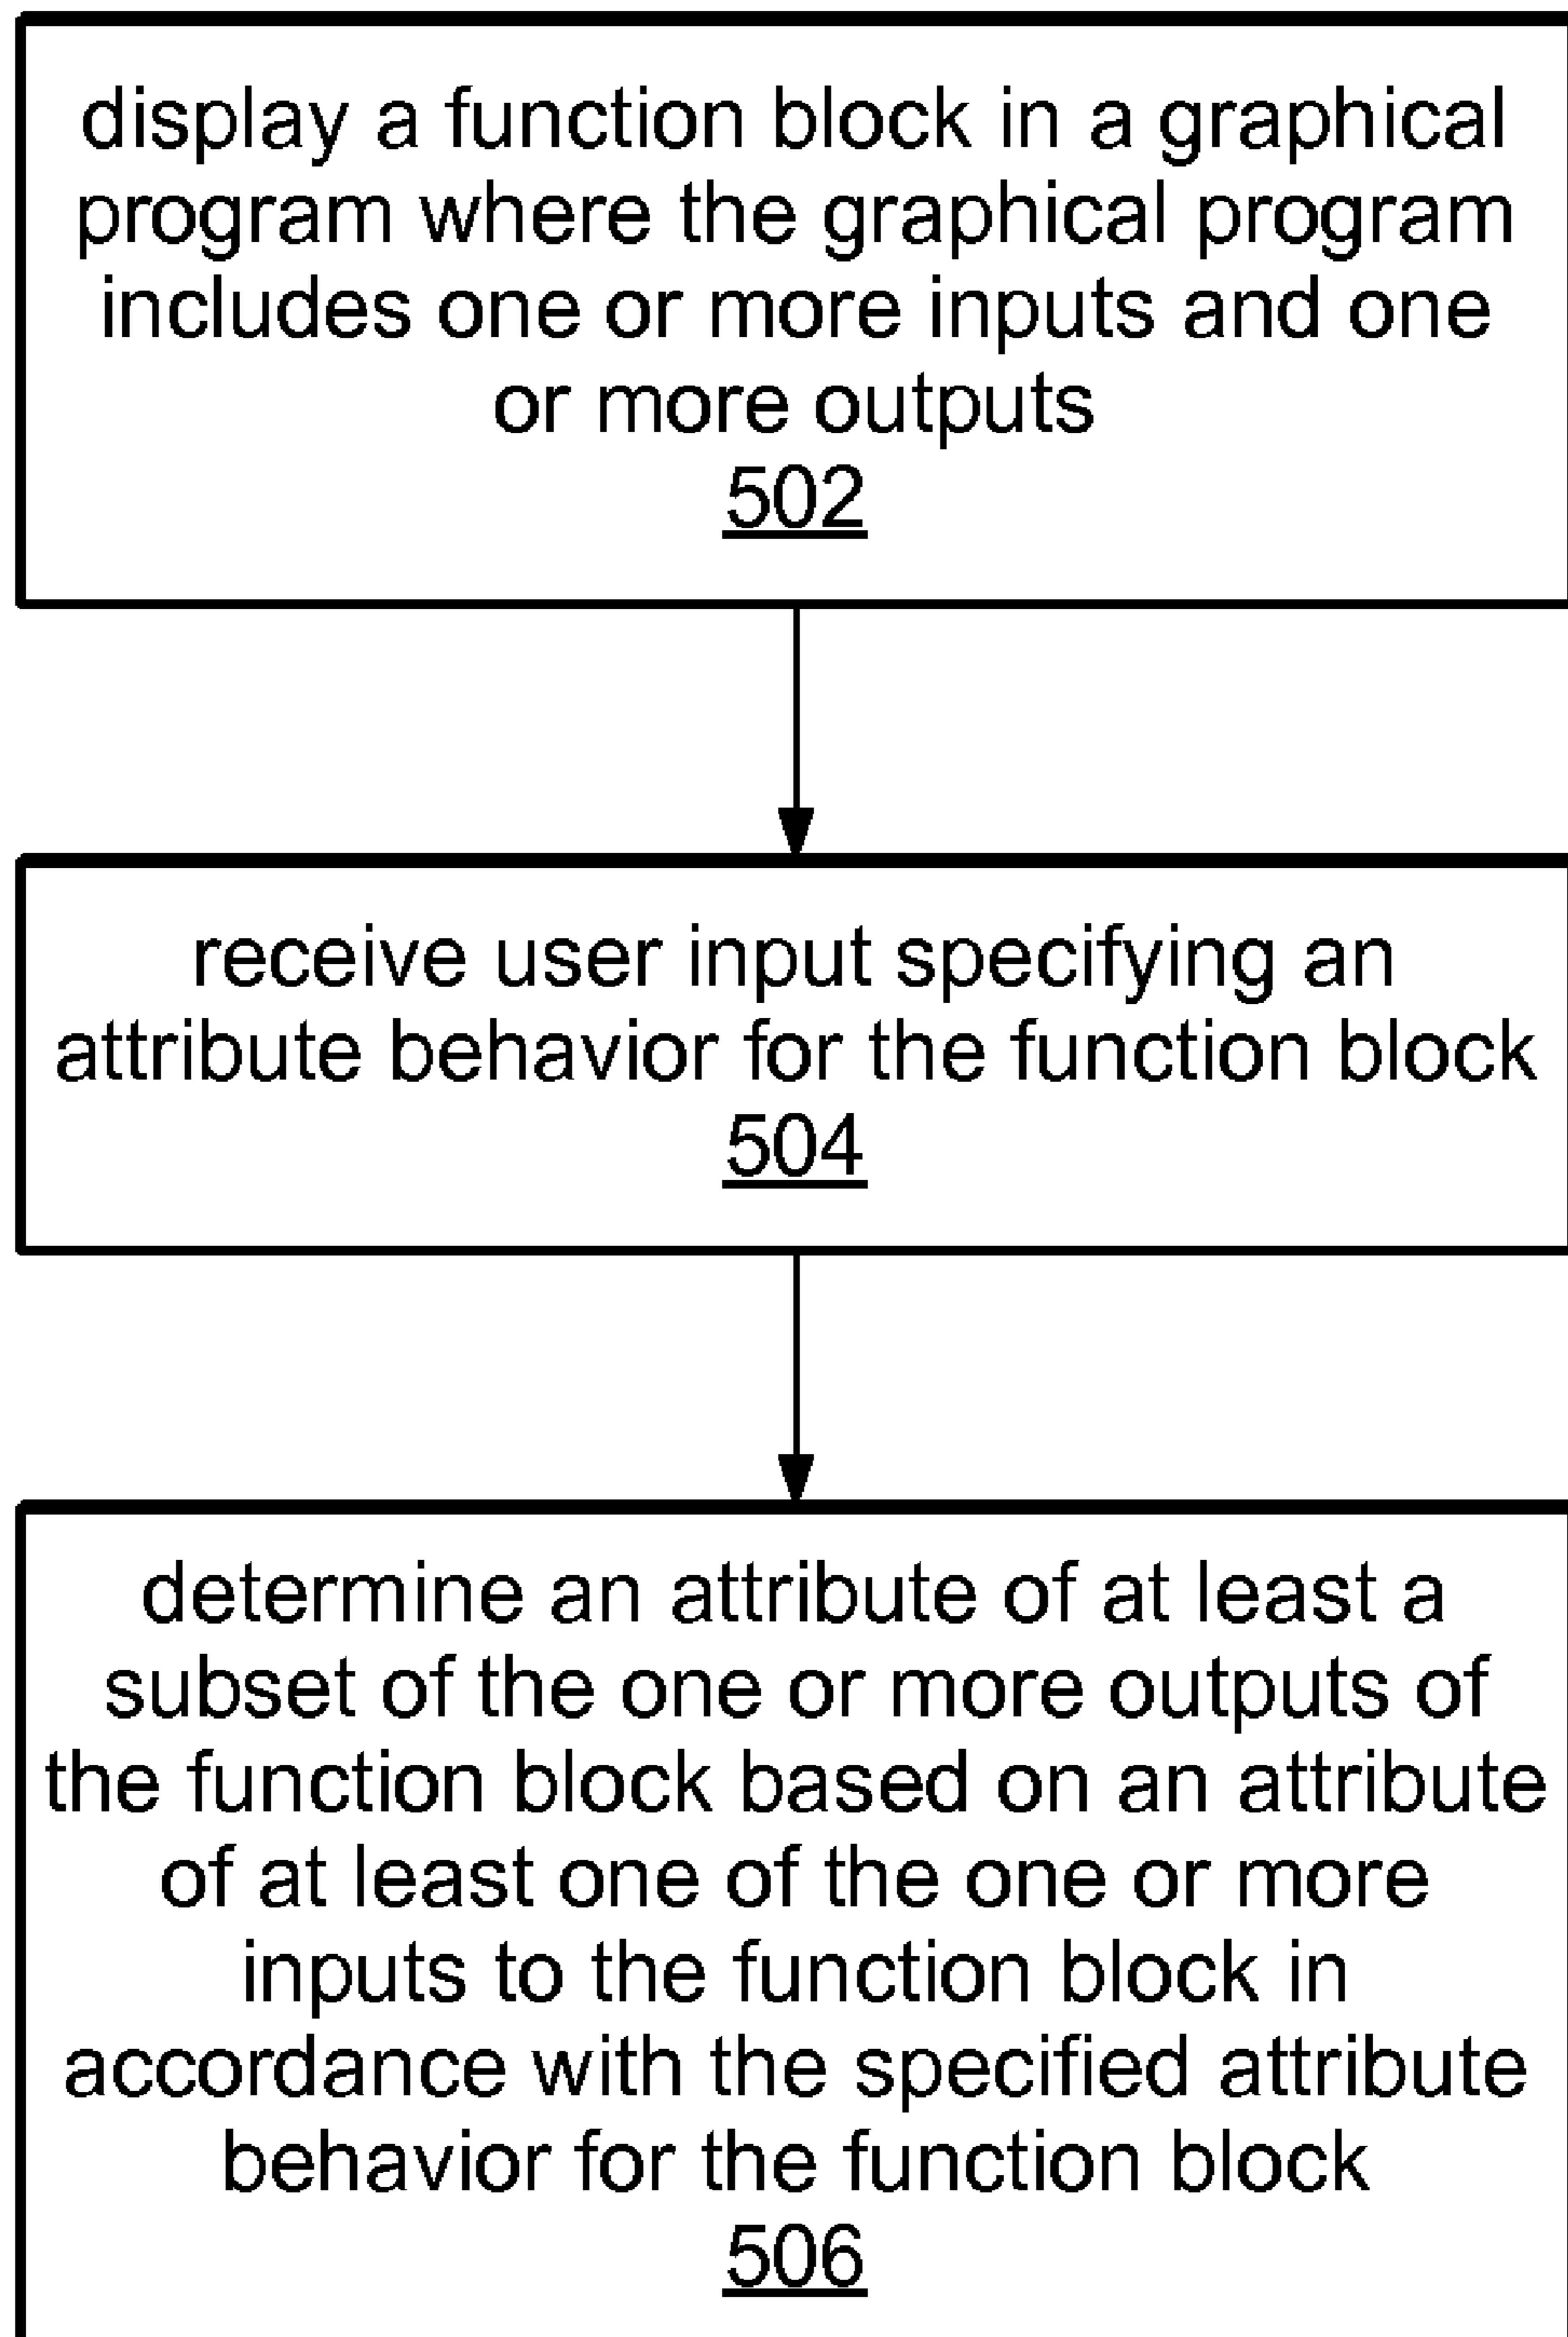 display a function block in a graphical
program where the graphical program
includes one or more inputs and one
or more outputs
502
receive user input specifying an
attribute behavior for the function block
504
determine an attribute of at least a
subset of the one or more outputs of
the function block based on an attribute
of at least one of the one or more
inputs to the function block in
accordance with the specified attribute
behavior for the function block
506